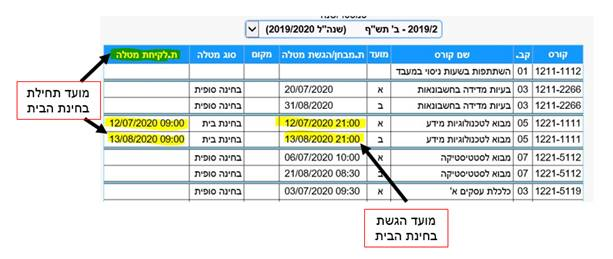 סמסטר/שנה
2019/2 - ב' תש"ף (שנה"ל 2019/2020)
קורס קב. שם קורס מועד ת.מבחן/הגשת מטלה מקום סוג מטלה ת.לקיחת מטלה
1211-1112 01 השתתפות בשעות ניסוי במעבד
1211-2266 03 בעיות מדידה בחשבונאות א 20/07/2020 בחינה סופית
1211-2266 03 בעיות מדידה בחשבונאות ב 31/08/2020 בחינה סופית
1221-1111 05 מבוא לטכנולוגיות מידע א 12/07/2020 21:00 בחינת בית 12/07/2020 09:00
1221-1111 05 מבוא לטכנולוגיות מידע ב 13/08/2020 21:00 בחינת בית 13/08/2020 09:00
1221-5112 07 מבוא לסטטיסטיקה א 06/07/2020 10:00 בחינה סופית
1221-5112 07 מבוא לסטטיסטיקה ב 21/08/2020 08:30 בחינה סופית
1221-5119 03 כלכלת עסקים א' א 03/07/2020 09:30 בחינה סופית
מועד תחילת
בחינת הבית
מועד הגשת
בחינת הבית